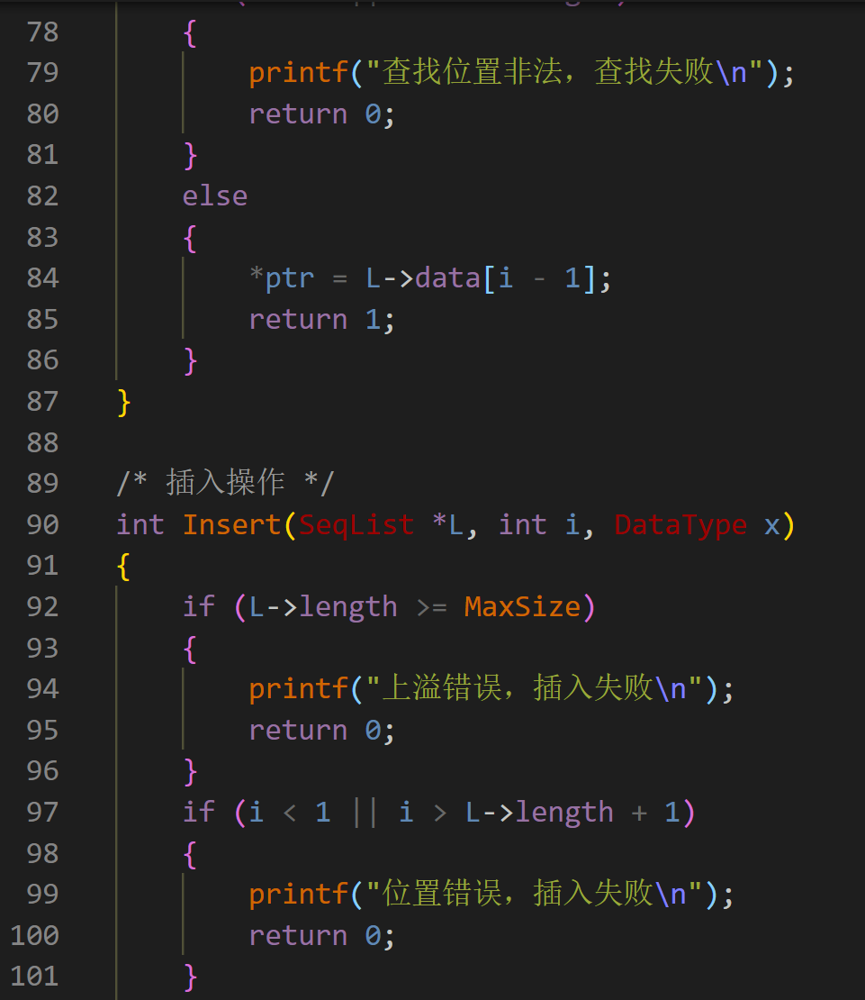 78 {
79 printf("查找位置非法，查找失败\n");
80 return 0;
81 }
82 else
83 {
84 *ptr = L->data[i - 1];
85 return 1;
86 }
87 }
88
89 /* 插入操作 */
90 int Insert(SeqList *L, int i, DataType x)
91 {
92 if (L->length >= MaxSize)
93 {
94 printf("上溢错误，插入失败\n");
95 return 0;
96 }
97 if (i < 1 || i > L->length + 1)
98 {
99 printf("位置错误，插入失败\n");
100 return 0;
101 }